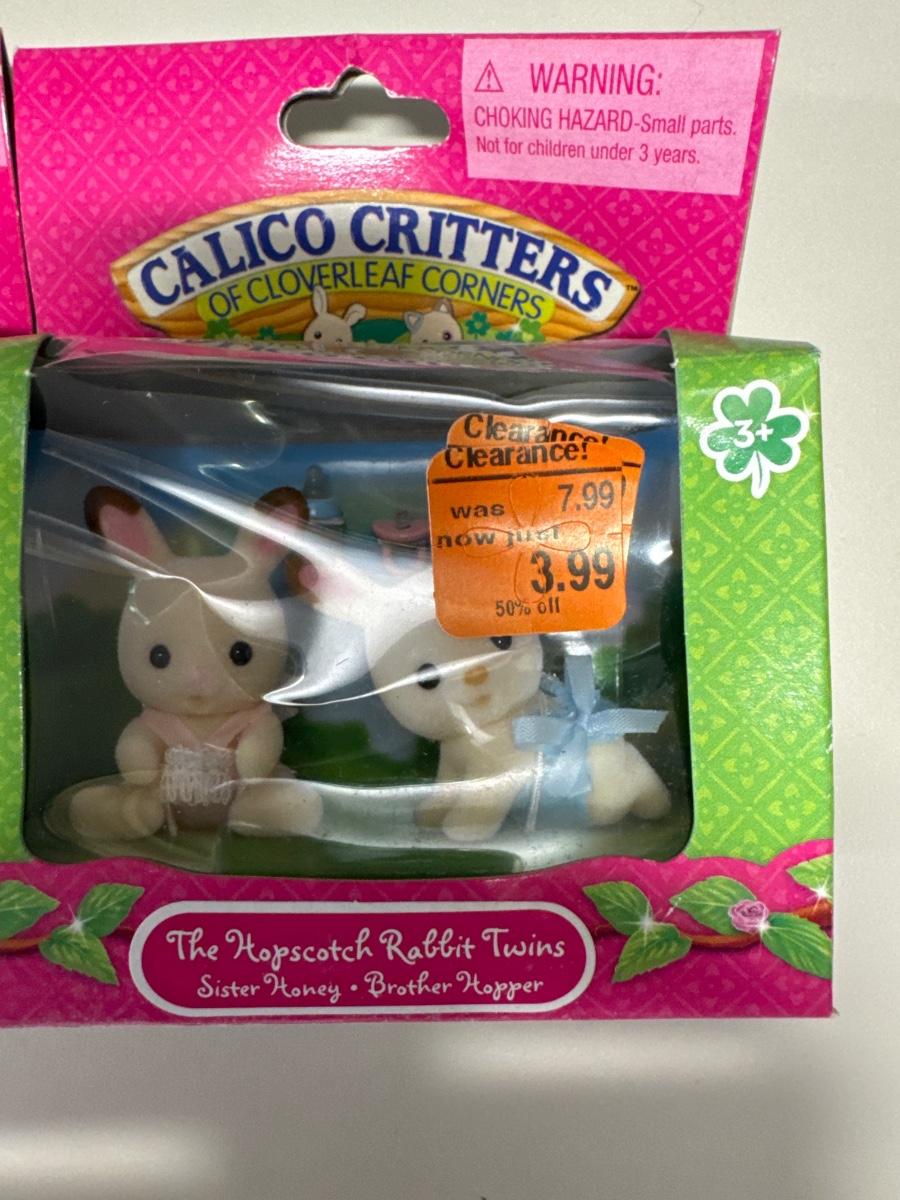 WARNING:
CHOKING HAZARD-Small parts.
Not for children under 3 years.
CALICO CRITTERS™
OF CLOVERLEAF CORNERS
3+
Clearance!
Clearance!
was 7.99
now just
3.99
50% off
The Hopscotch Rabbit Twins
Sister Honey • Brother Hopper